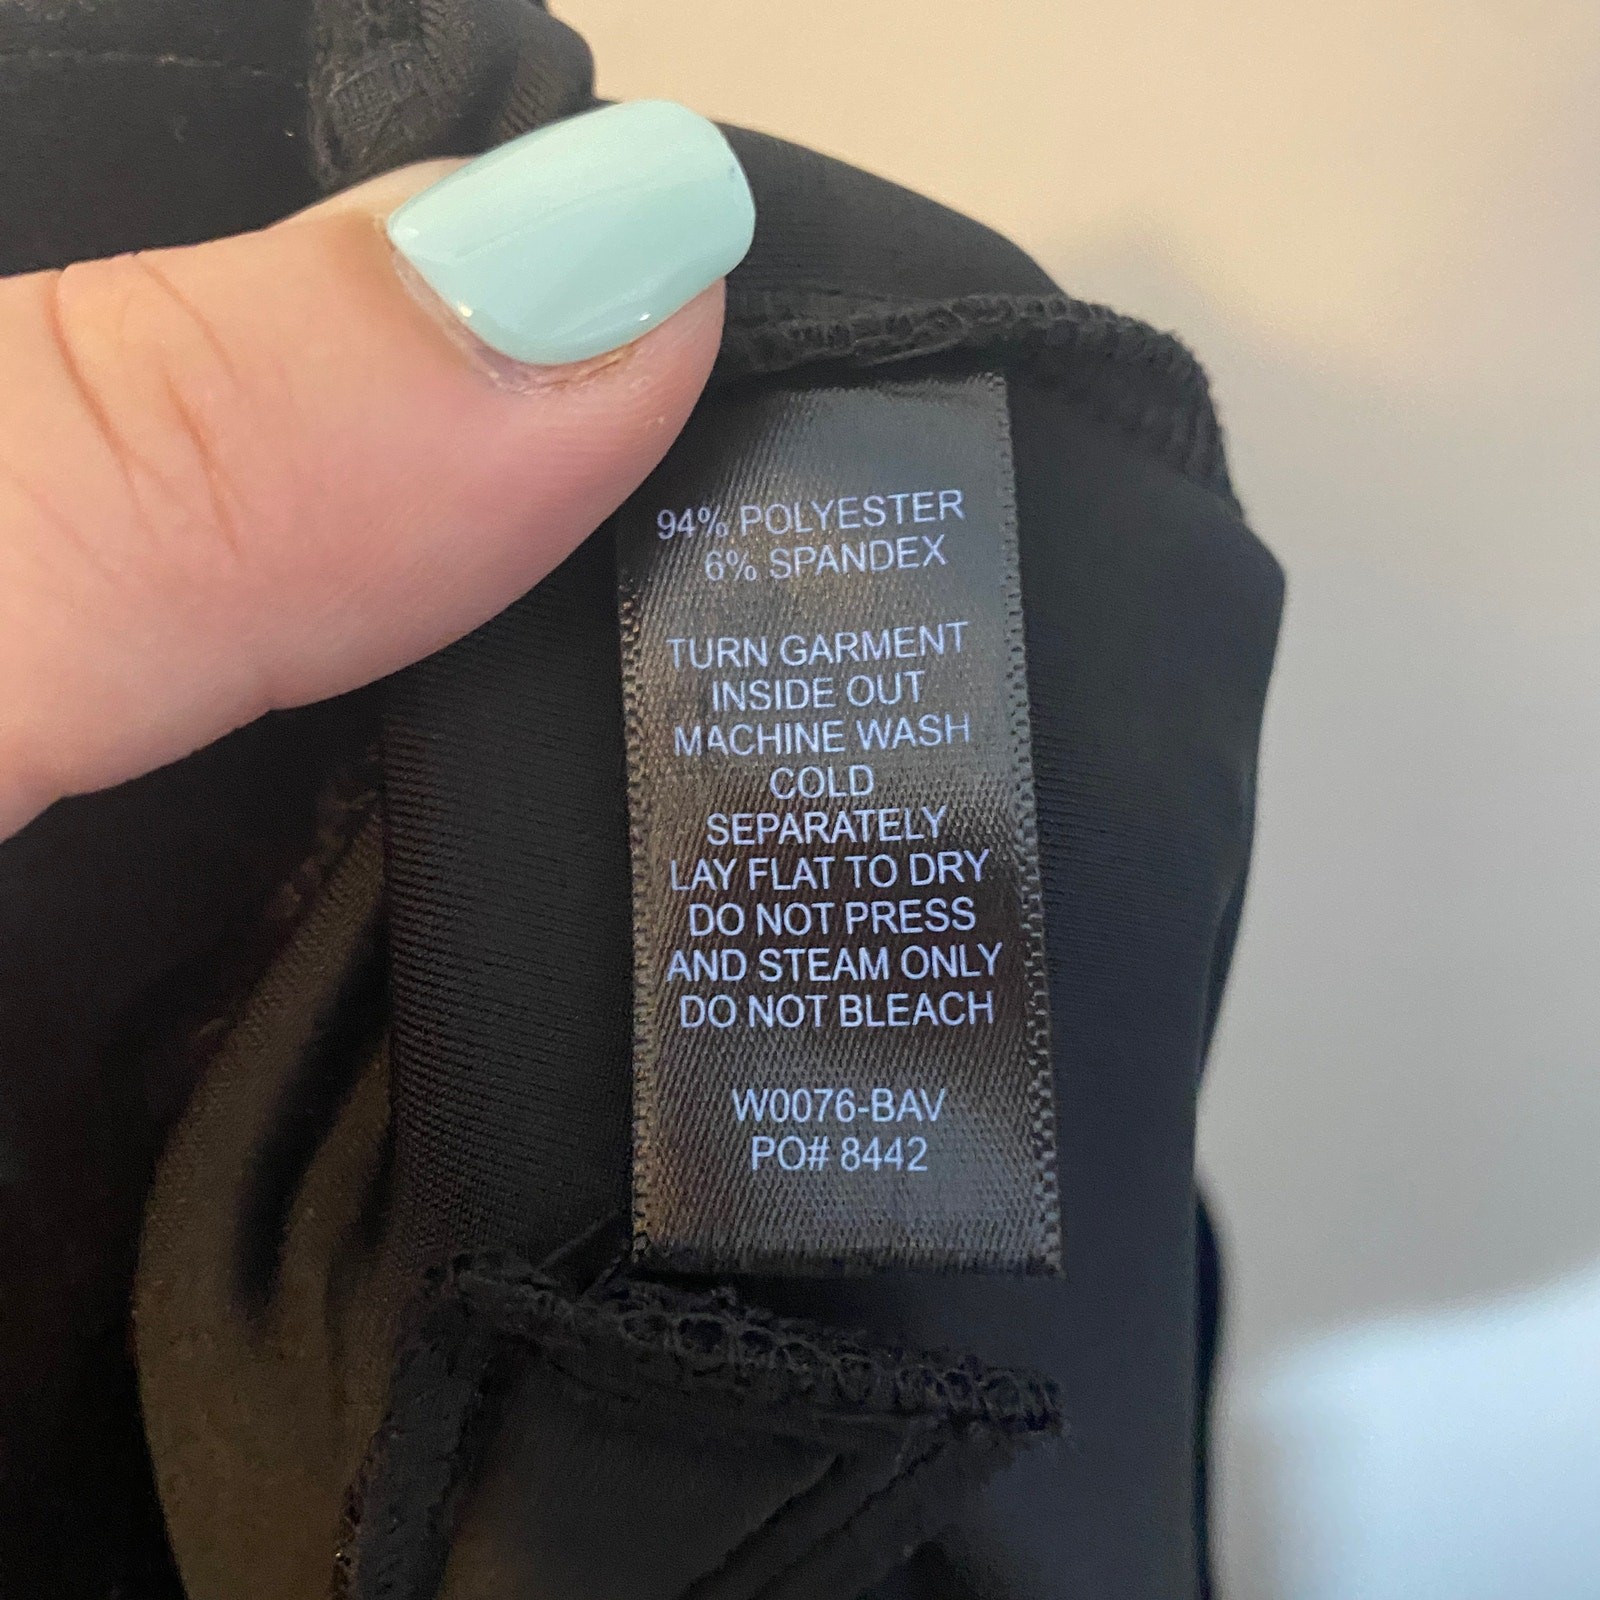 94% POLYESTER
6% SPANDEX
TURN GARMENT
INSIDE OUT
MACHINE WASH
COLD
SEPARATELY
LAY FLAT TO DRY
DO NOT PRESS
AND STEAM ONLY
DO NOT BLEACH
W0076-BAV
PO# 8442